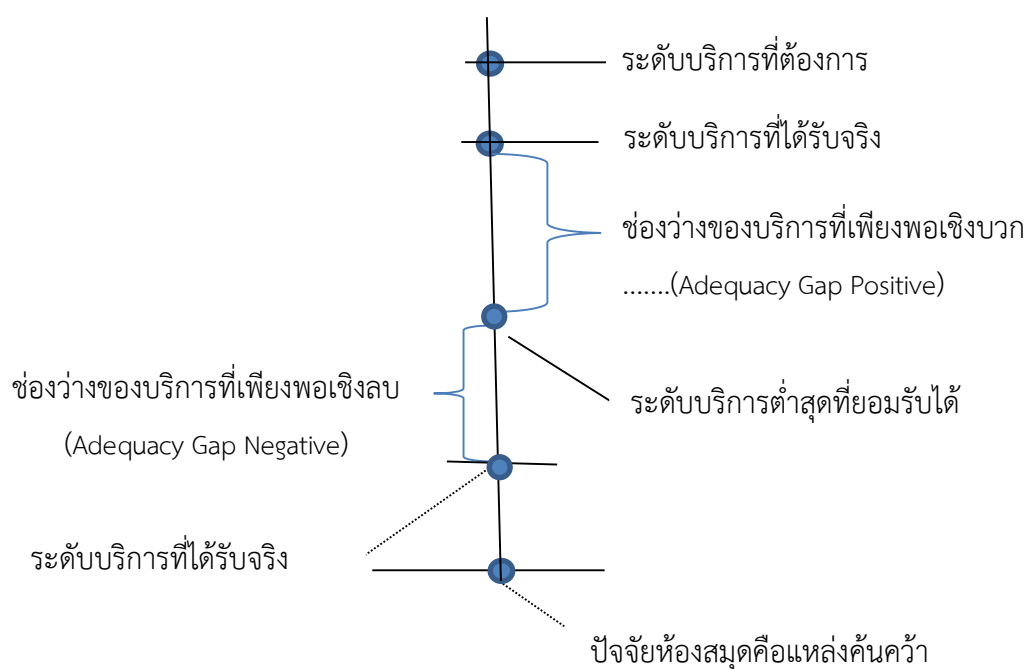 ระดับบริการที่ต้องการ
ระดับบริการที่ได้รับจริง
ช่องว่างของบริการที่เพียงพอเชิงบวก
.......(Adequacy Gap Positive)
ช่องว่างของบริการที่เพียงพอเชิงลบ
(Adequacy Gap Negative)
ระดับบริการต่ำสุดที่ยอมรับได้
ระดับบริการที่ได้รับจริง
ปัจจัยห้องสมุดคือแหล่งค้นคว้า